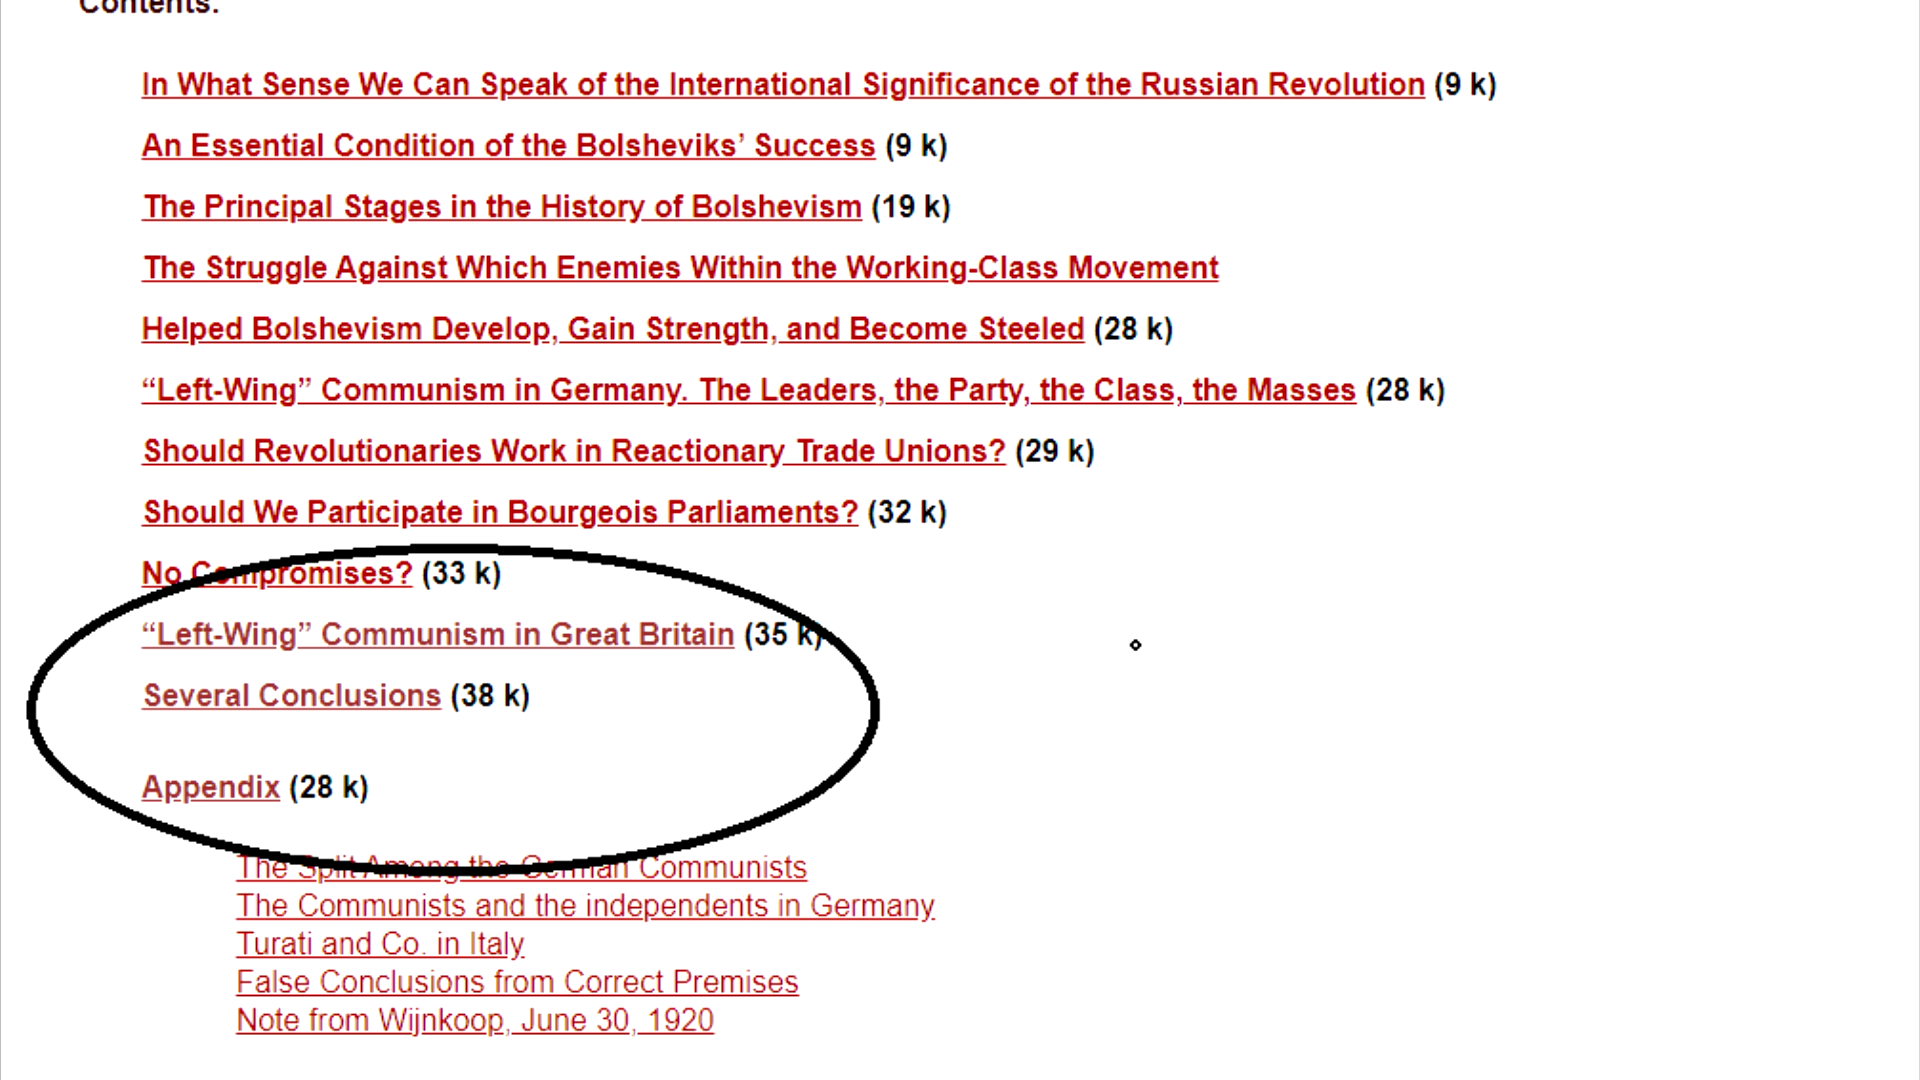 Contents:
In What Sense We Can Speak of the International Significance of the Russian Revolution (9 k)
An Essential Condition of the Bolsheviks’ Success (9 k)
The Principal Stages in the History of Bolshevism (19 k)
The Struggle Against Which Enemies Within the Working-Class Movement
Helped Bolshevism Develop, Gain Strength, and Become Steeled (28 k)
“Left-Wing” Communism in Germany. The Leaders, the Party, the Class, the Masses (28 k)
Should Revolutionaries Work in Reactionary Trade Unions? (29 k)
Should We Participate in Bourgeois Parliaments? (32 k)
No Compromises? (33 k)
“Left-Wing” Communism in Great Britain (35 k)
Several Conclusions (38 k)
Appendix (28 k)
The Split Among the German Communists
The Communists and the independents in Germany
Turati and Co. in Italy
False Conclusions from Correct Premises
Note from Wijnkoop, June 30, 1920